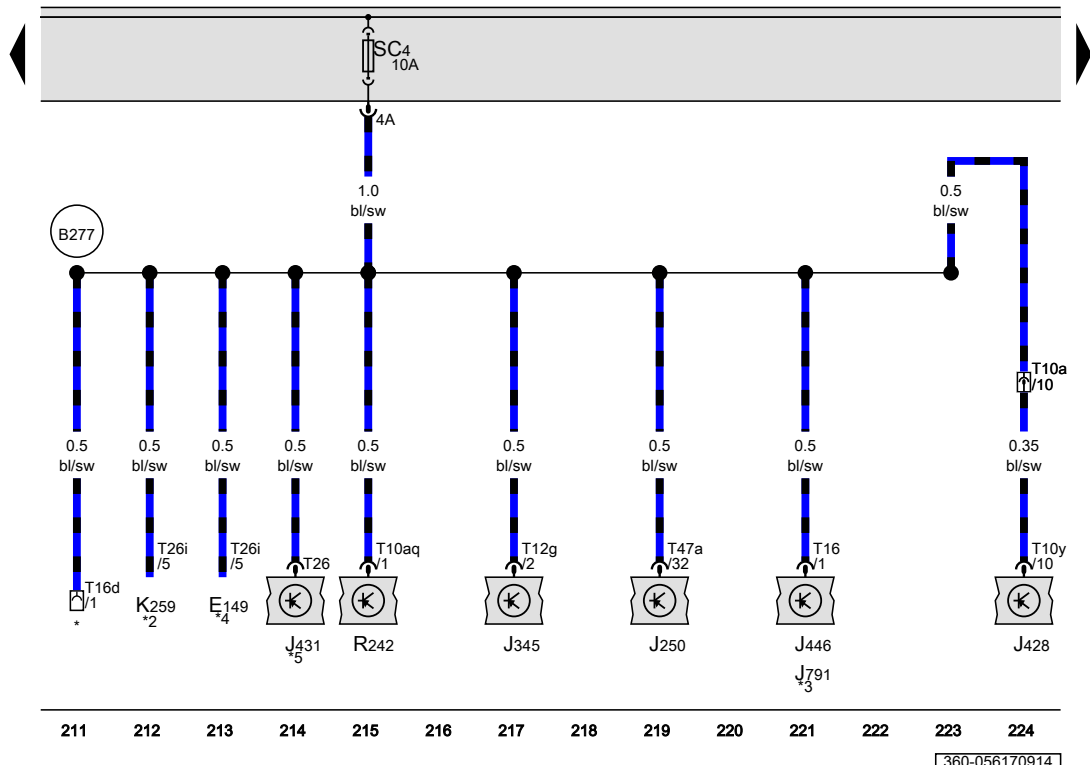 SC4
10A
4A
1.0
bl/sw
0.5
bl/sw
B277
T10a
/10
0.5
bl/sw
0.5
bl/sw
0.5
bl/sw
0.5
bl/sw
0.5
bl/sw
0.5
bl/sw
0.5
bl/sw
0.5
bl/sw
0.35
bl/sw
T16d
/1
T26i
/5
T26i
/5
T26
T10aq
/1
T12g
/2
T47a
/32
T16
/1
T10y
/10
*
K259
*2
E149
*4
J431
*5
R242
J345
J250
J446
J791
*3
J428
211 212 213 214 215 216 217 218 219 220 221 222 223 224
360-056170914